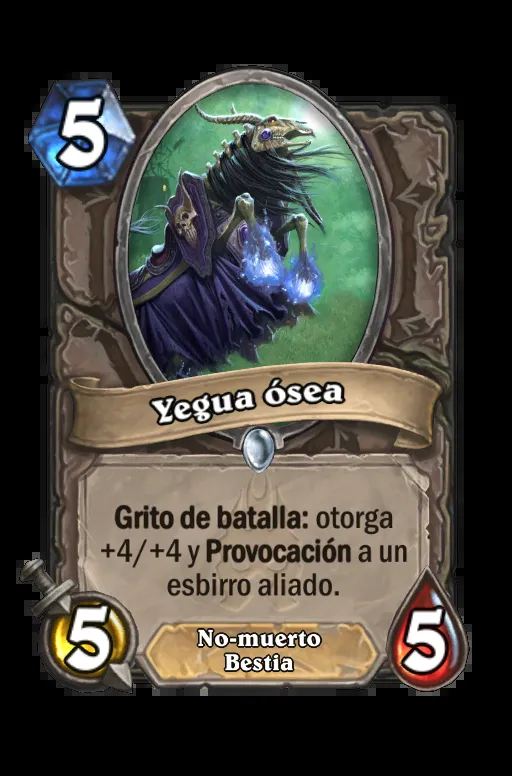 5
Yegua ósea
Grito de batalla: otorga
+4/+4 y Provocación a un
esbirro aliado.
5
No-muerto
Bestia
5